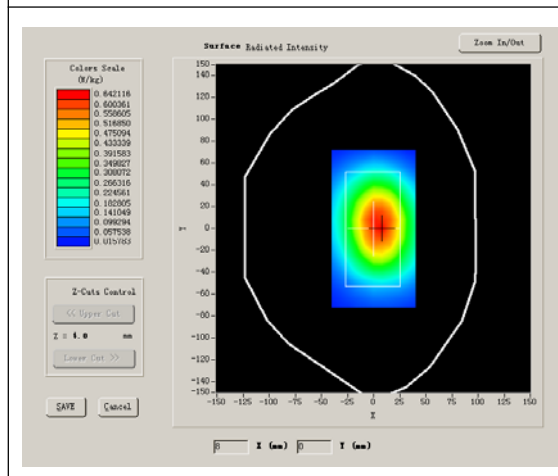 Surface Radiated Intensity
Zoom In/Out
Colors Scale
(W/kg)
0.642116
0.600361
0.558605
0.516850
0.475094
0.433339
0.391583
0.349827
0.308072
0.266316
0.224561
0.182805
0.141049
0.099294
0.057538
0.015783
150
140
120
100
80
60
40
20
0
-20
-40
-60
-80
-100
-120
-140
-150
Y
-150 -125 -100 -75 -50 -25 0 25 50 75 100 125 150
X
Z-Cuts Control
<< Upper Cut
Z = mm
Lower Cut >>
SAVE Cancel
8 X (mm) 0 Y (mm)